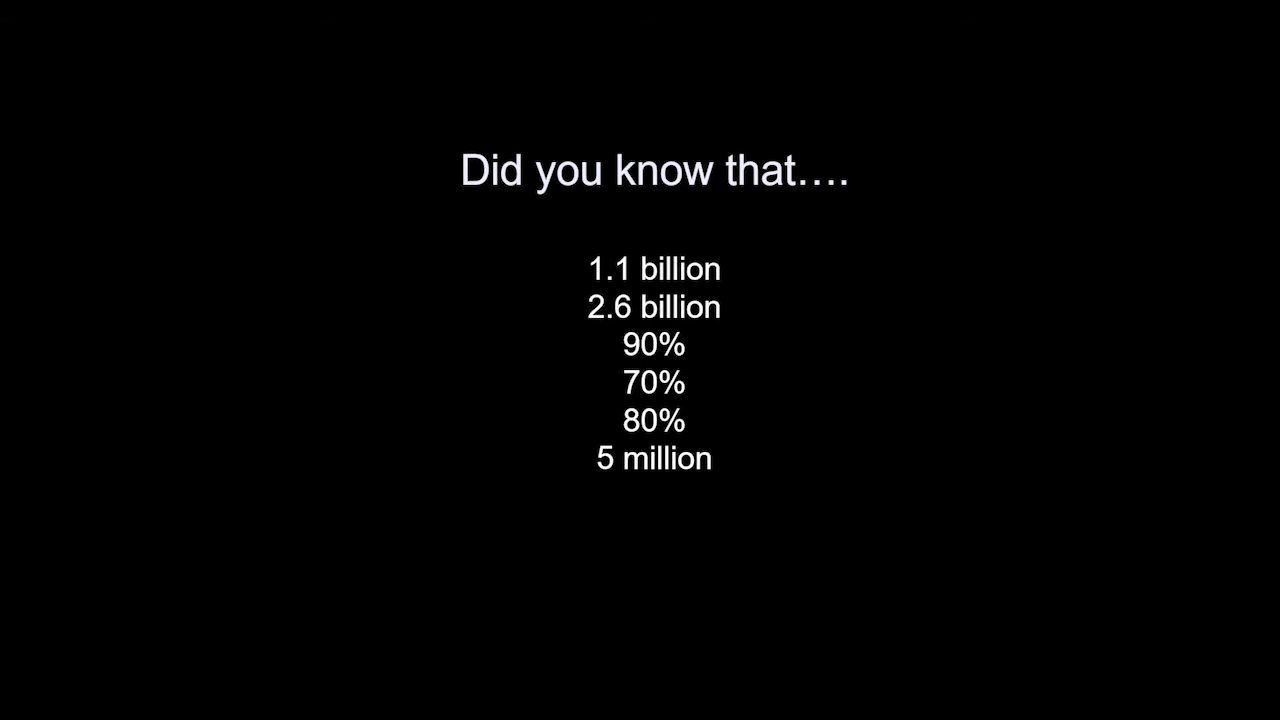 Did you know that….
1.1 billion
2.6 billion
90%
70%
80%
5 million